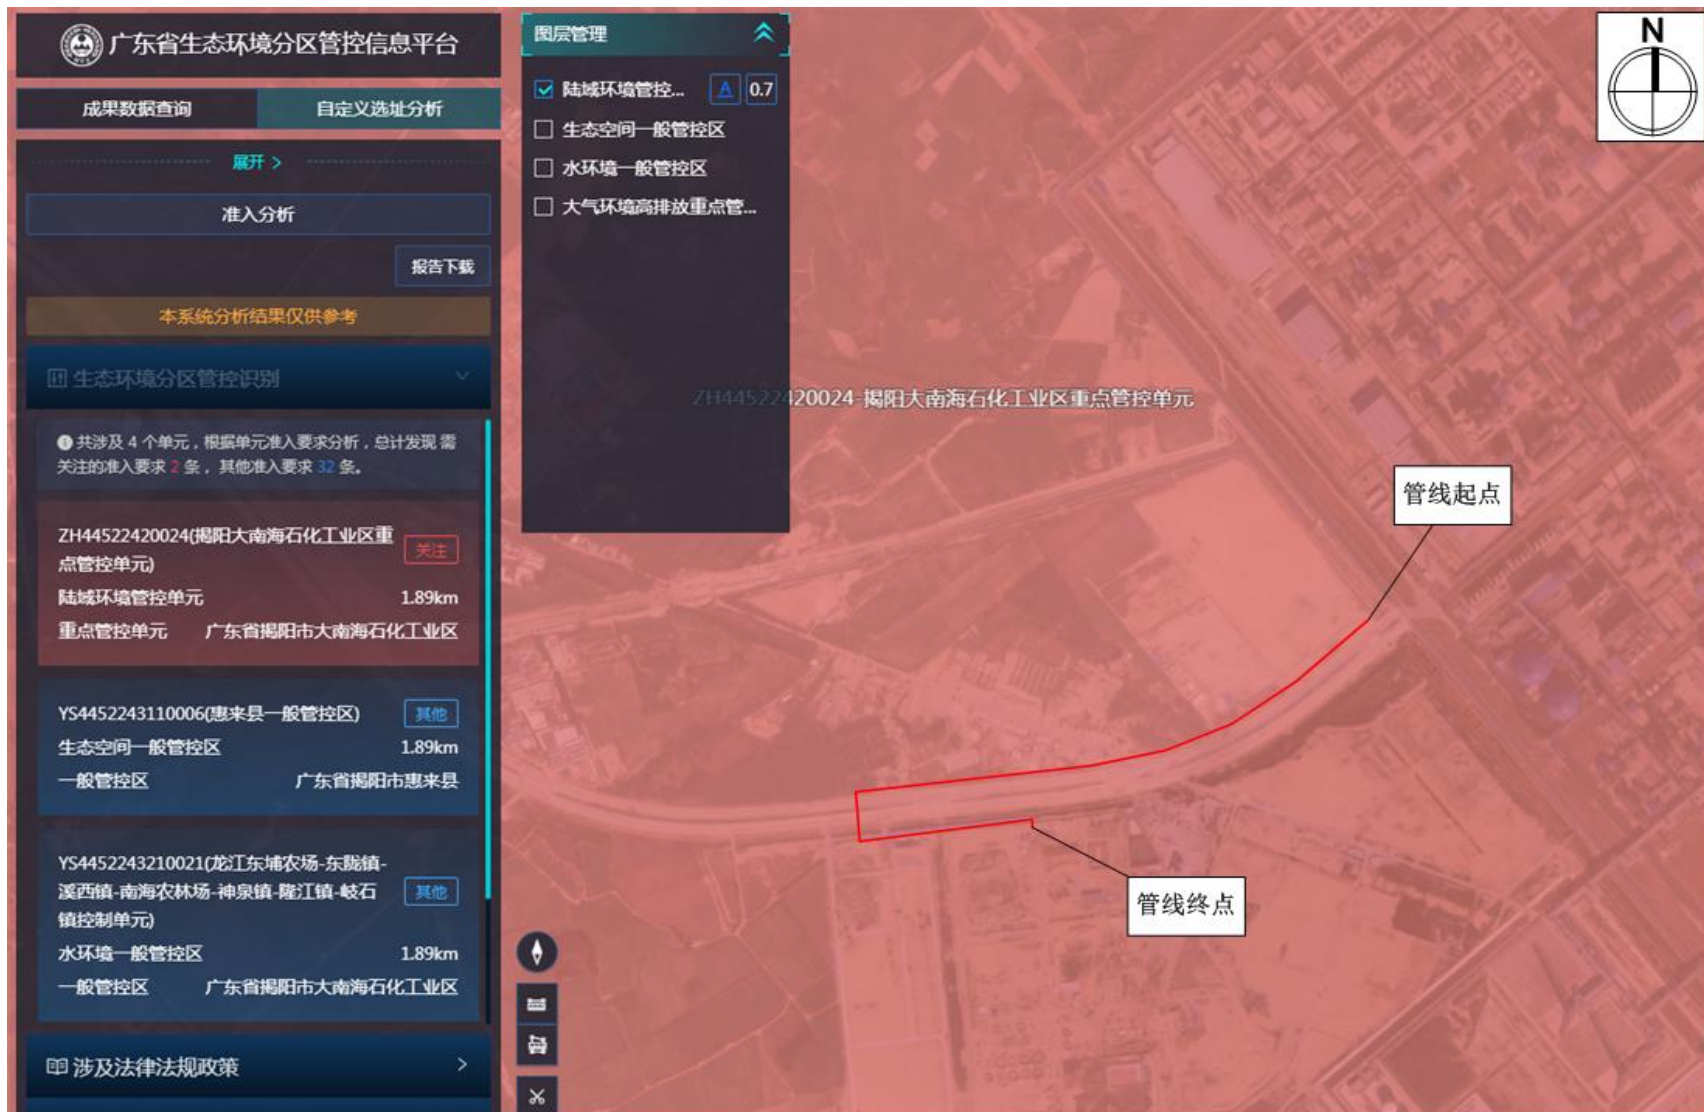 广东省生态环境分区管控信息平台
成果数据查询
自定义选址分析
展开 >
准入分析
报告下载
本系统分析结果仅供参考
生态环境分区管控识别
共涉及 4 个单元，根据单元准入要求分析，总计发现 需
关注的准入要求 2 条， 其他准入要求 32 条。
ZH44522420024(揭阳大南海石化工业区重
点管控单元)
关注
陆域环境管控单元 1.89km
重点管控单元 广东省揭阳市大南海石化工业区
YS4452243110006(惠来县一般管控区) 其他
生态空间一般管控区 1.89km
一般管控区 广东省揭阳市惠来县
YS4452243210021(龙江东埔农场-东陇镇-
溪西镇-南海农林场-神泉镇-隆江镇-岐石
镇控制单元)
其他
水环境一般管控区 1.89km
一般管控区 广东省揭阳市大南海石化工业区
涉及法律法规政策 >
图层管理
陆域环境管控... A 0.7
生态空间一般管控区
水环境一般管控区
大气环境高排放重点管...
ZH44522420024-揭阳大南海石化工业区重点管控单元
N
管线起点
管线终点